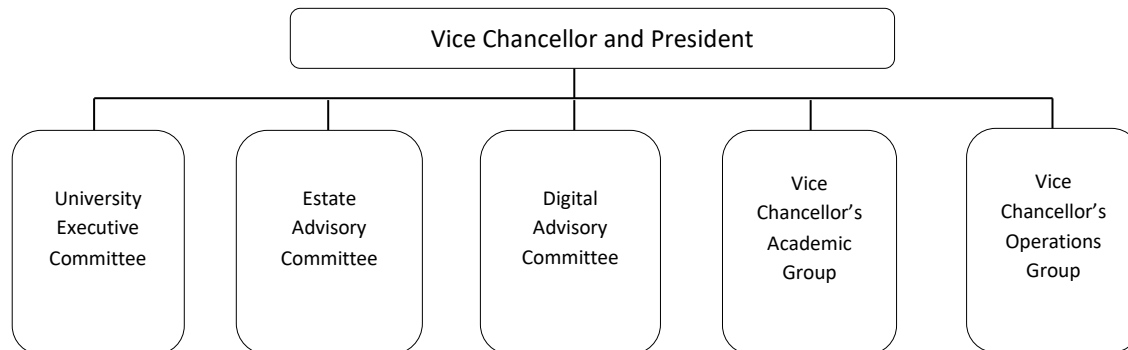 Vice Chancellor and President
University
Executive
Committee
Estate
Advisory
Committee
Digital
Advisory
Committee
Vice
Chancellor’s
Academic
Group
Vice
Chancellor’s
Operations
Group